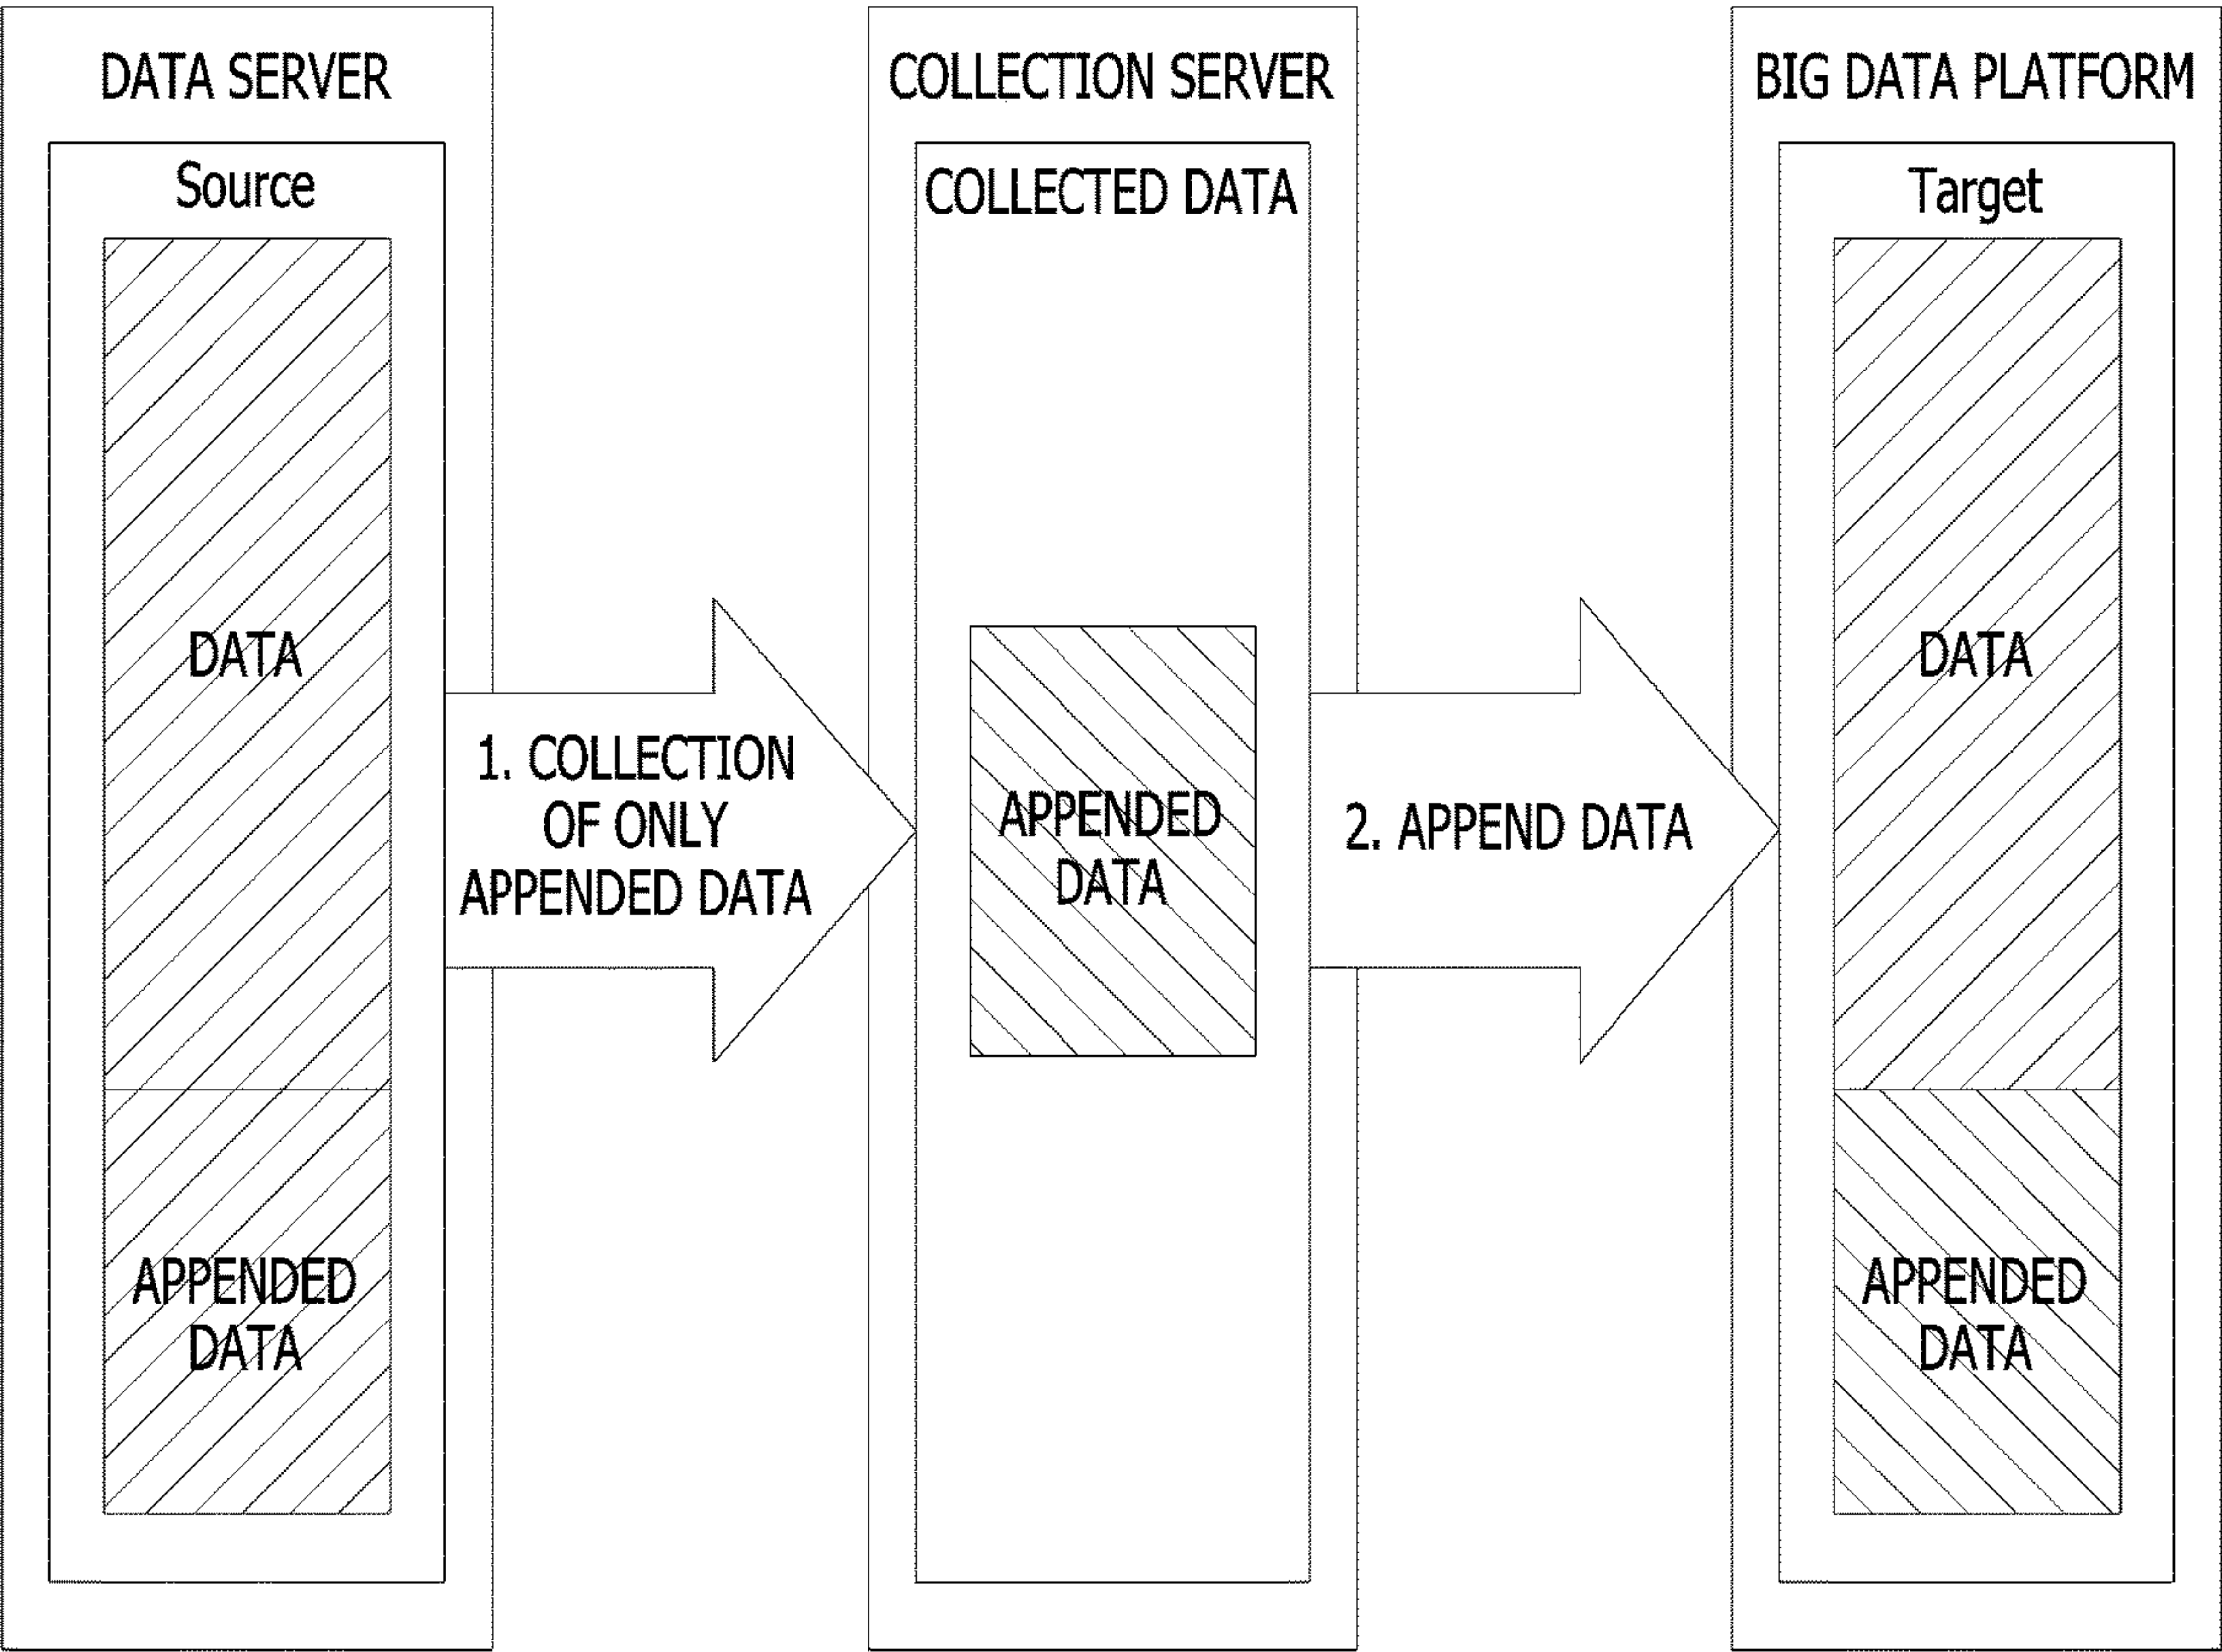 DATA SERVER
Source
DATA
APPENDED
DATA
1. COLLECTION
OF ONLY
APPENDED DATA
COLLECTION SERVER
COLLECTED DATA
APPENDED
DATA
2. APPEND DATA
BIG DATA PLATFORM
Target
DATA
APPENDED
DATA